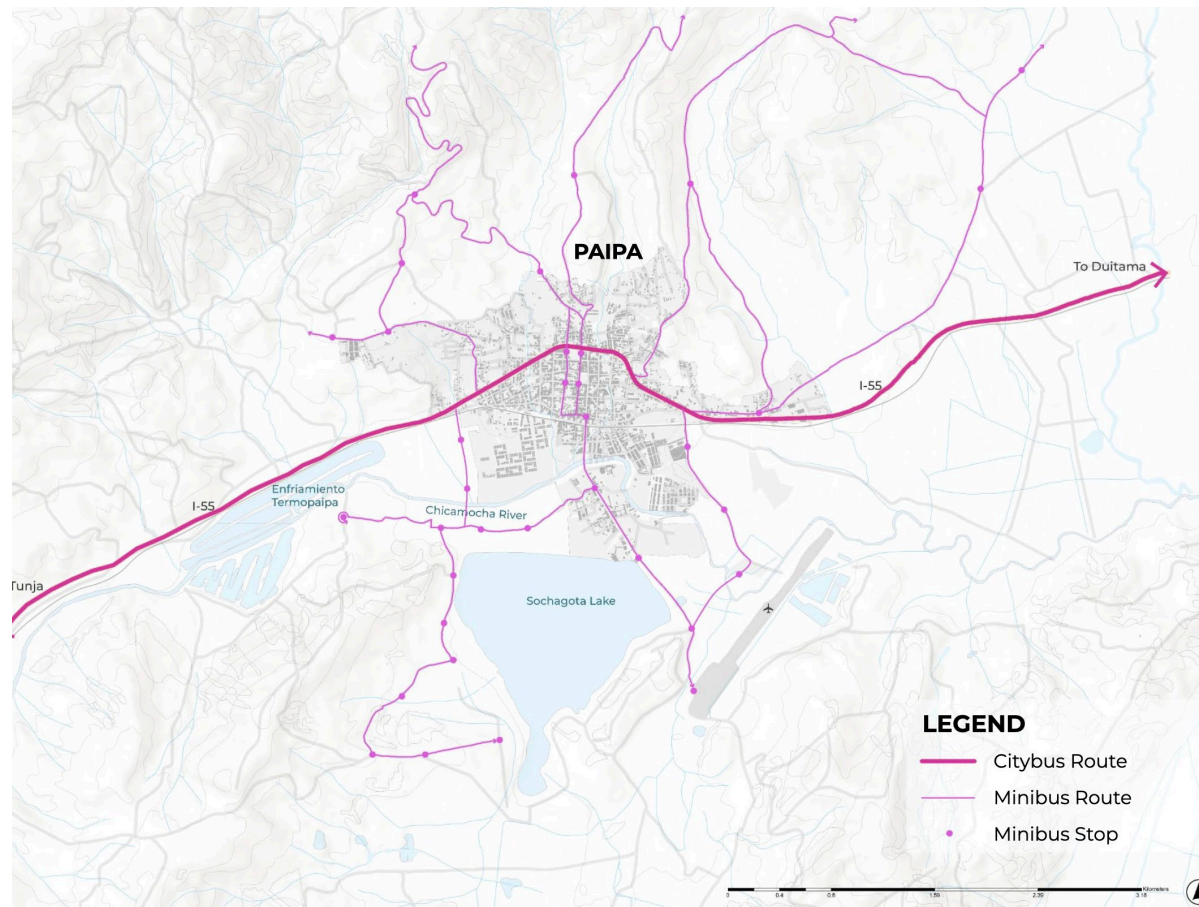 PAIPA
To Duitama
I-55
Enfriamiento
Termopaipa
I-55
Chicamocha River
Tunja
Sochagota Lake
LEGEND
Citybus Route
Minibus Route
Minibus Stop
Kilometers
0 0.4 0.8 1.59 2.39 3.18